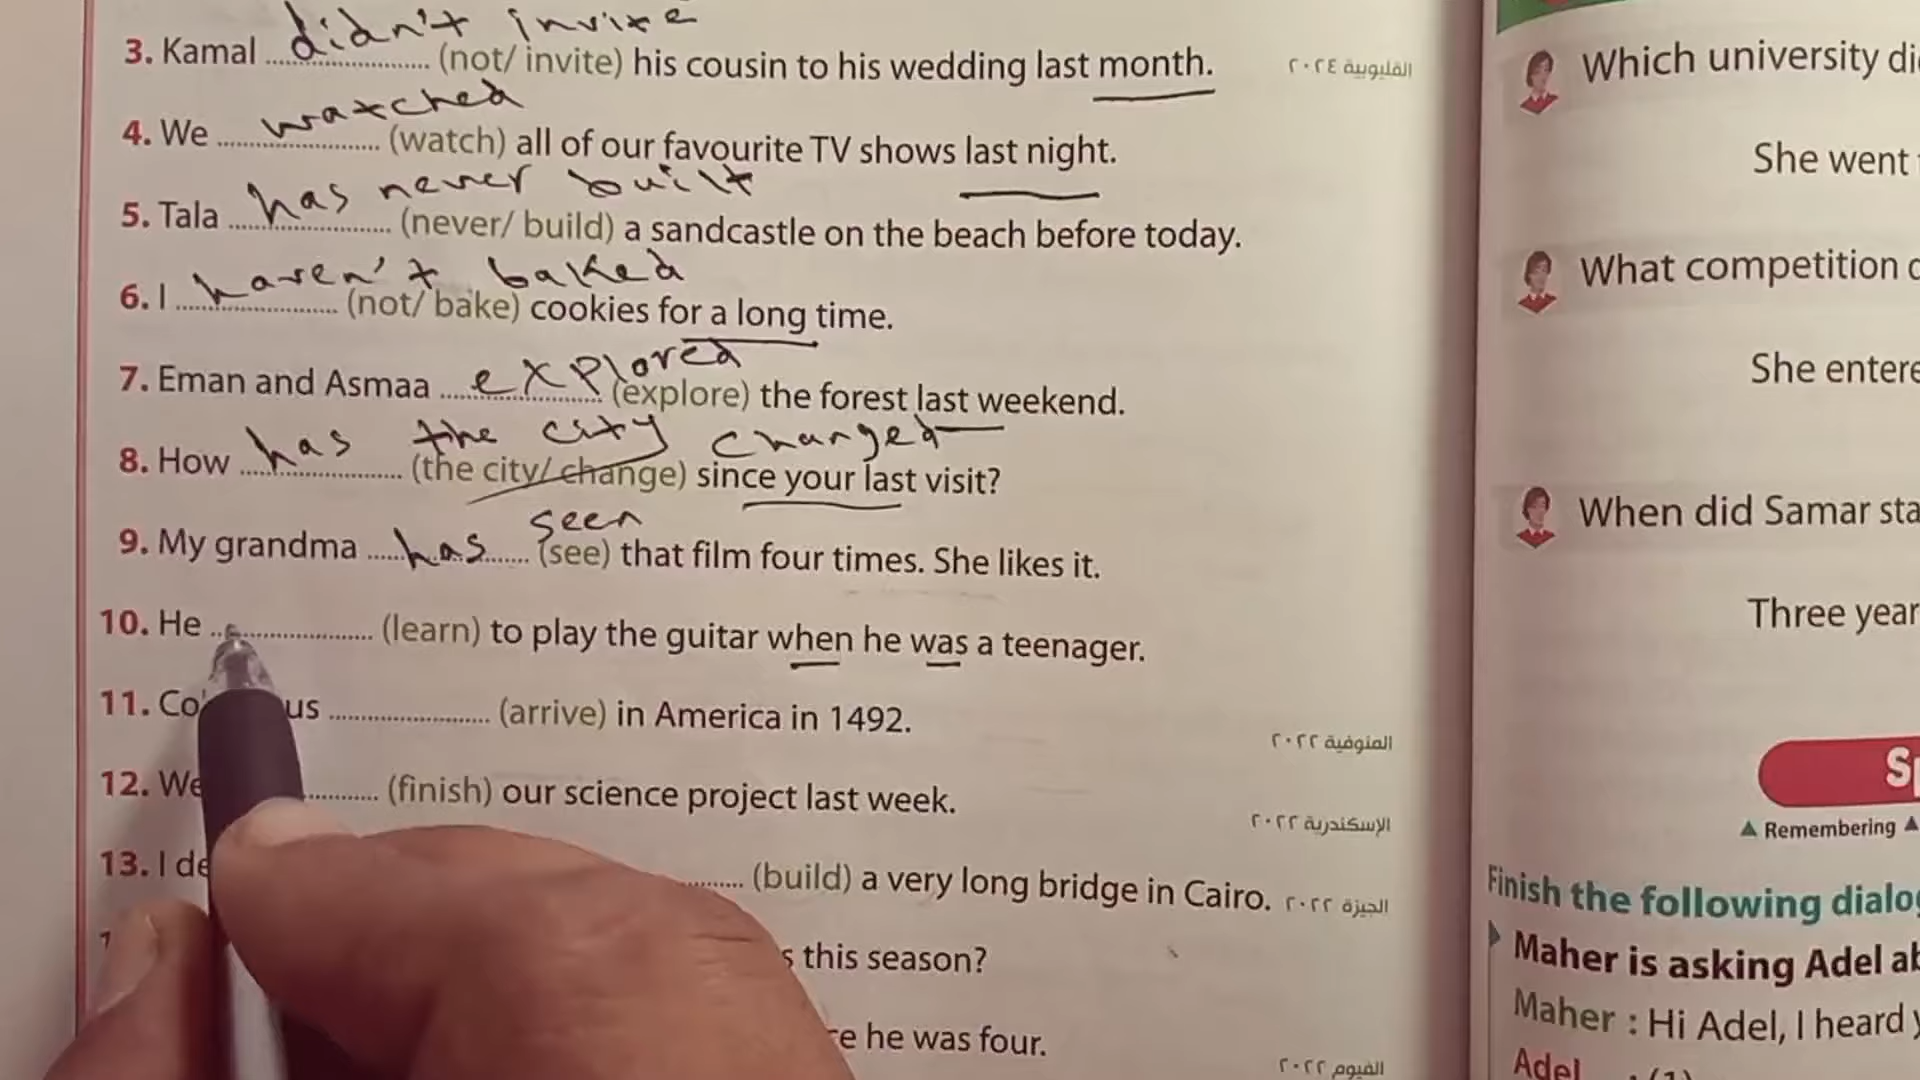 didn't invite
3. Kamal .................... (not/ invite) his cousin to his wedding last month. القليوبية ٢٠٢٤
watched
4. We .................... (watch) all of our favourite TV shows last night.
has never built
5. Tala .................... (never/ build) a sandcastle on the beach before today.
haven't baked
6. I .................... (not/ bake) cookies for a long time.
explored
7. Eman and Asmaa .................... (explore) the forest last weekend.
has the city changed
8. How .................... (the city/ change) since your last visit?
seen
9. My grandma .....has...... (see) that film four times. She likes it.
10. He .................... (learn) to play the guitar when he was a teenager.
11. us .................... (arrive) in America in 1492. المنوفية ٢٠٢٢
12. We ............ (finish) our science project last week. الإسكندرية ٢٠٢٢
13. I ........ (build) a very long bridge in Cairo. الجيزة ٢٠٢٢
this season?
he was four. الفيوم ٢٠٢٢
Which university
She went
What competition
She
When did Samar
Three
Remembering
Finish the following
Maher is asking Adel
Maher : Hi Adel, I heard
Adel : (1)